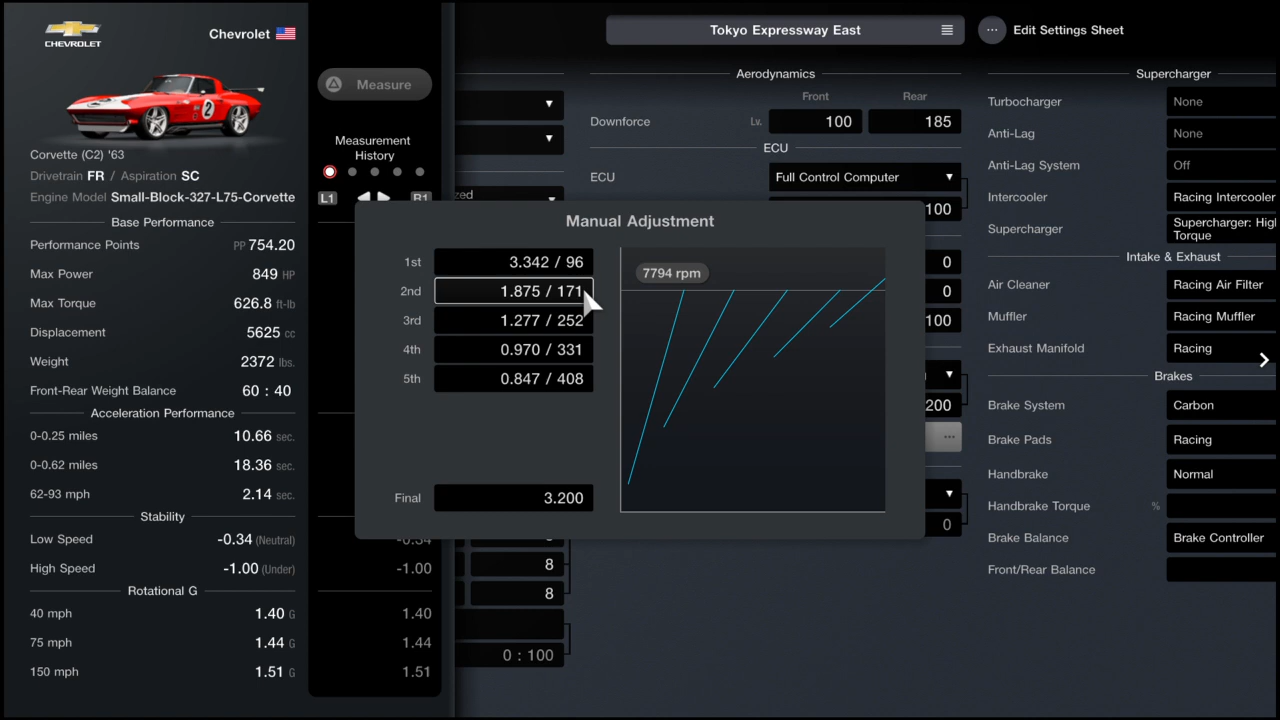 CHEVROLET
Chevrolet
2
Corvette (C2) '63
Drivetrain FR / Aspiration SC
Engine Model Small-Block-327-L75-Corvette
Base Performance
Performance Points PP 754.20
Max Power 849 HP
Max Torque 626.8 ft-lb
Displacement 5625 cc
Weight 2372 lbs.
Front-Rear Weight Balance 60 : 40
Acceleration Performance
0-0.25 miles 10.66 sec.
0-0.62 miles 18.36 sec.
62-93 mph 2.14 sec.
Stability
Low Speed -0.34 (Neutral)
High Speed -1.00 (Under)
Rotational G
40 mph 1.40 G
75 mph 1.44 G
150 mph 1.51 G
Measure
Measurement
History
L1 R1
-0.34
-1.00
1.40
1.44
1.51
Tokyo Expressway East
Edit Settings Sheet
Aerodynamics
Front Rear
Downforce Lv. 100 185
ECU
ECU Full Control Computer
100
0
0
100
200
0
Manual Adjustment
1st 3.342 / 96
2nd 1.875 / 171
3rd 1.277 / 252
4th 0.970 / 331
5th 0.847 / 408
Final 3.200
7794 rpm
8
8
0 : 100
Supercharger
Turbocharger None
Anti-Lag None
Anti-Lag System Off
Intercooler Racing Intercooler
Supercharger Supercharger: High
Torque
Intake & Exhaust
Air Cleaner Racing Air Filter
Muffler Racing Muffler
Exhaust Manifold Racing
Brakes
Brake System Carbon
Brake Pads Racing
Handbrake Normal
Handbrake Torque %
Brake Balance Brake Controller
Front/Rear Balance